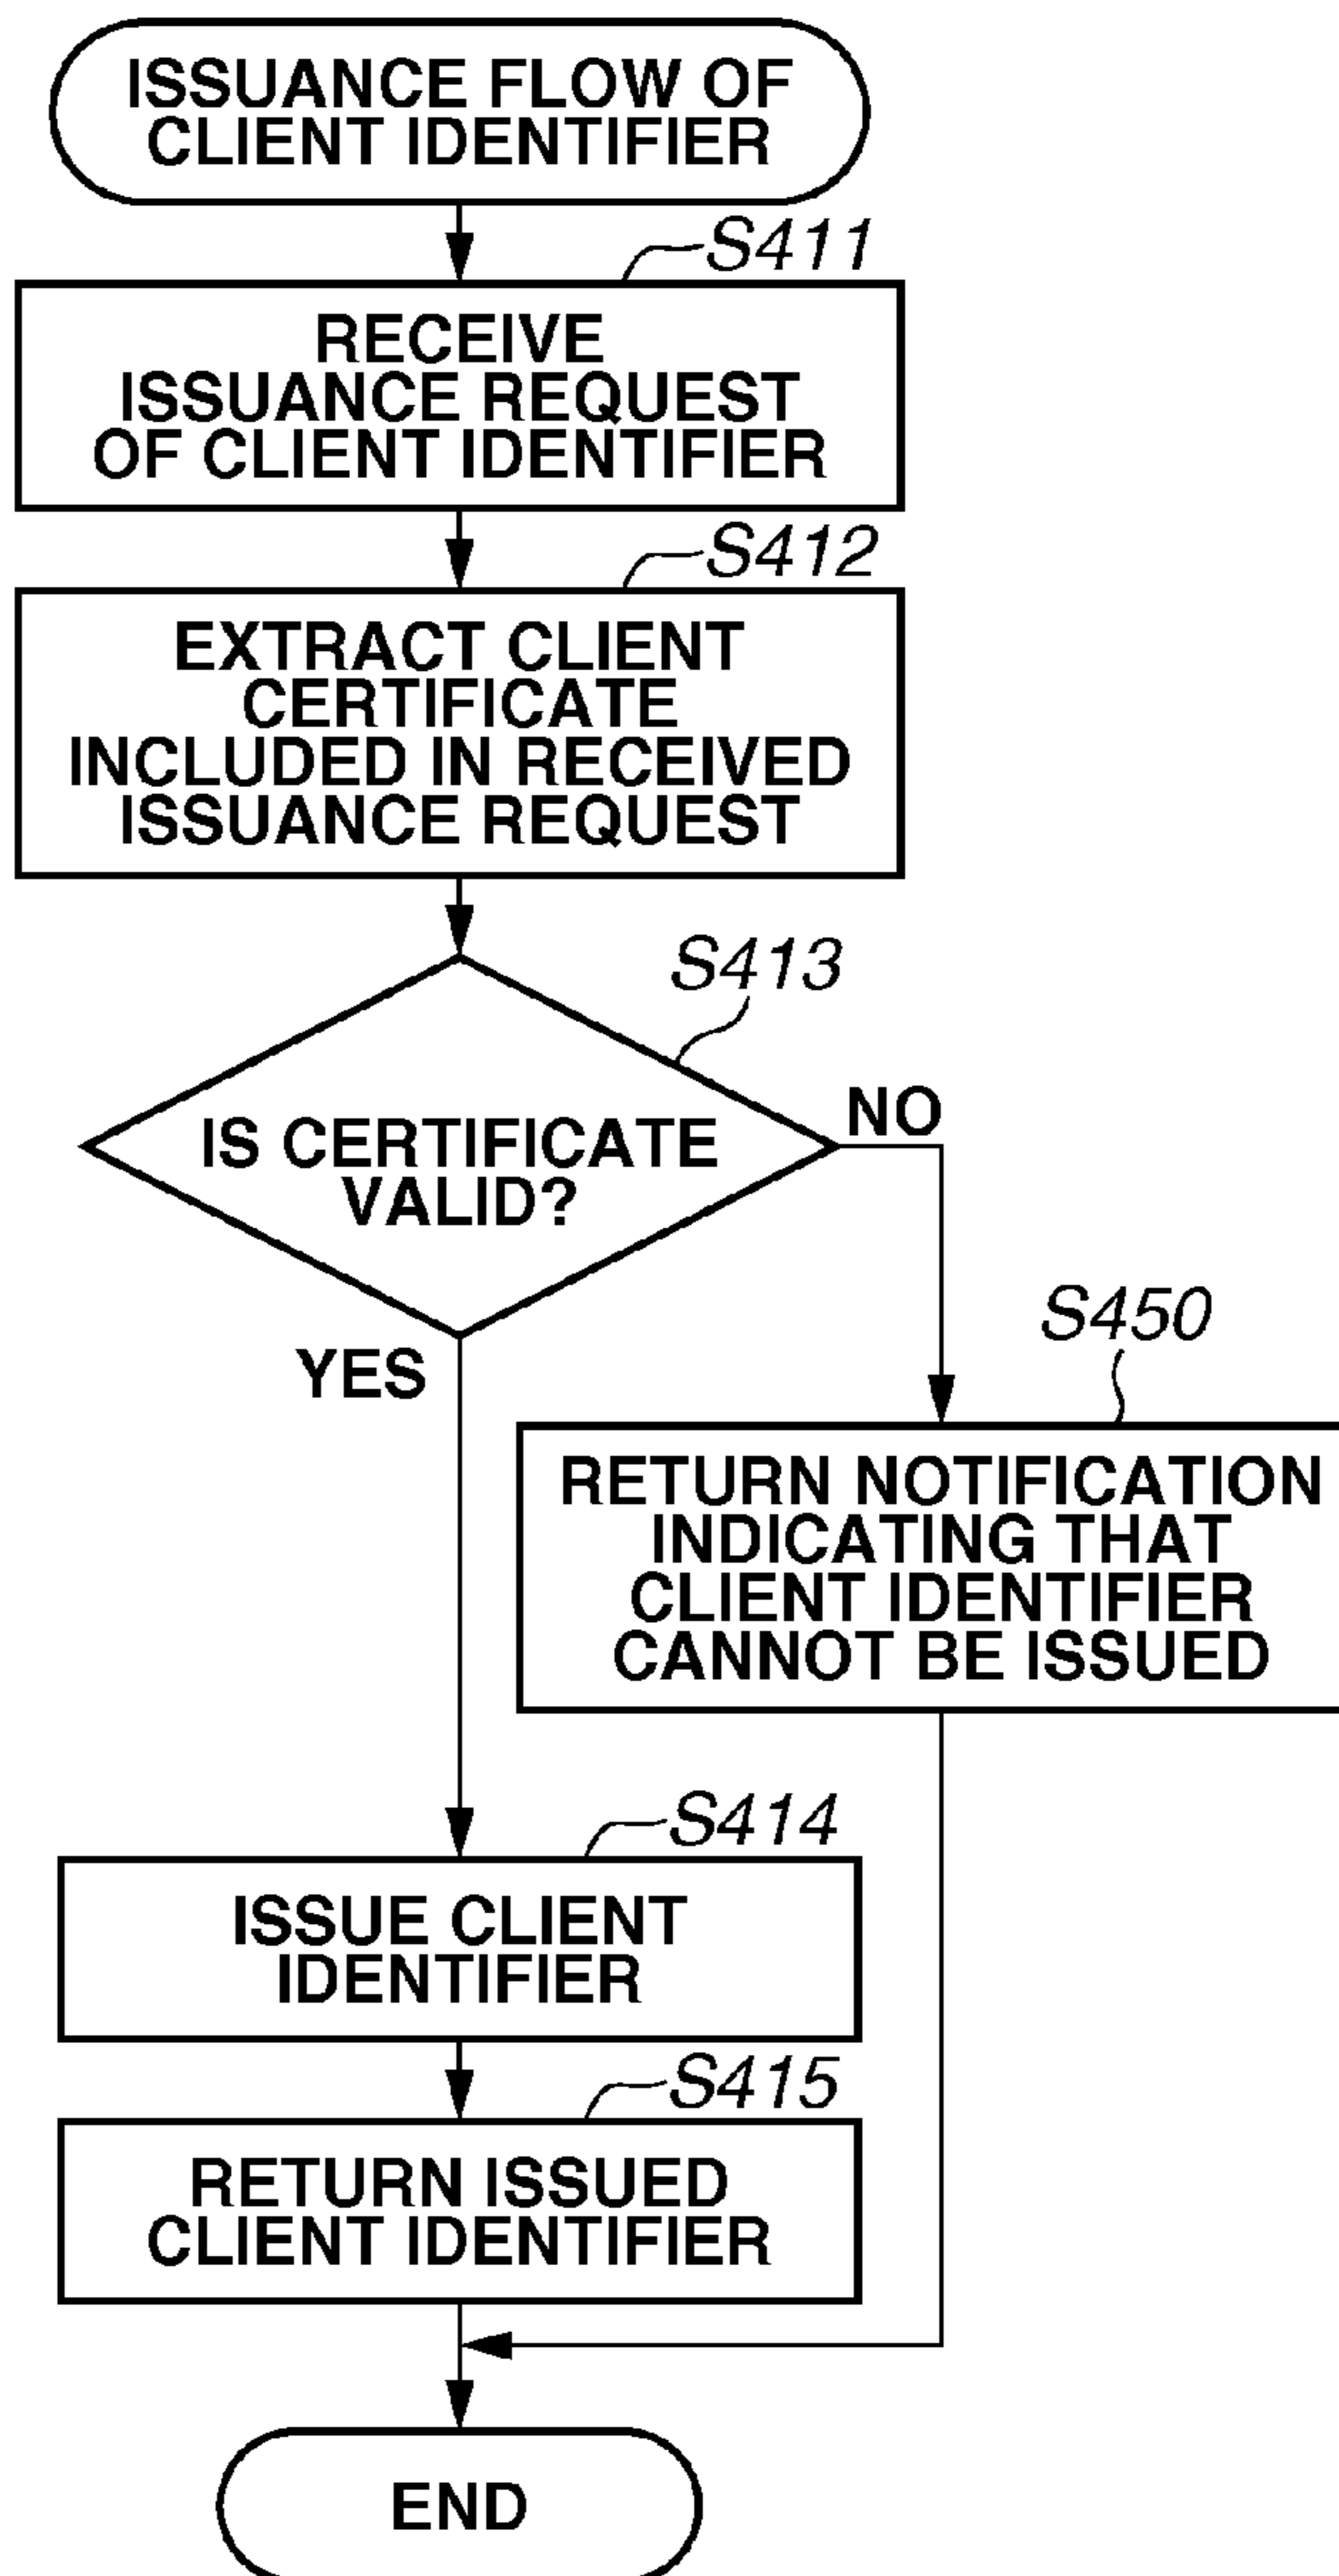 ISSUANCE FLOW OF
CLIENT IDENTIFIER
S411
RECEIVE
ISSUANCE REQUEST
OF CLIENT IDENTIFIER
S412
EXTRACT CLIENT
CERTIFICATE
INCLUDED IN RECEIVED
ISSUANCE REQUEST
S413
IS CERTIFICATE
VALID?
NO
YES
S450
RETURN NOTIFICATION
INDICATING THAT
CLIENT IDENTIFIER
CANNOT BE ISSUED
S414
ISSUE CLIENT
IDENTIFIER
S415
RETURN ISSUED
CLIENT IDENTIFIER
END